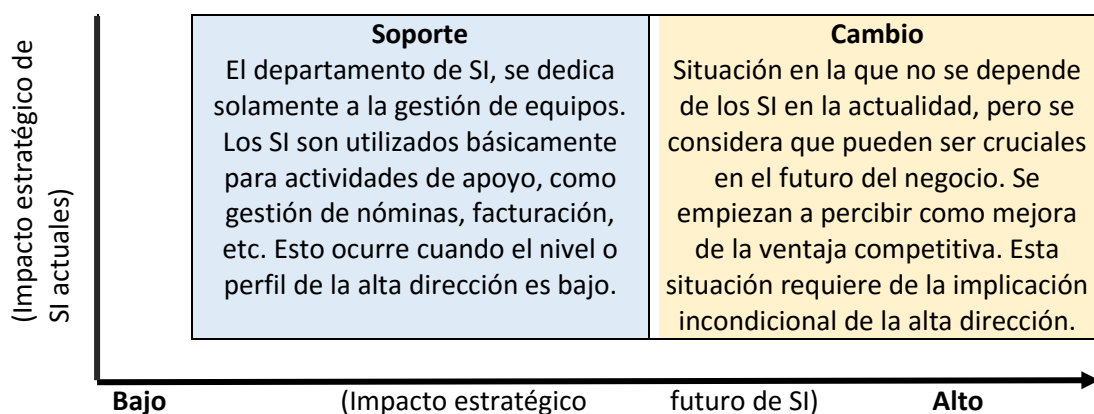 (Impacto estratégico de
SI actuales)
Soporte
El departamento de SI, se dedica
solamente a la gestión de equipos.
Los SI son utilizados básicamente
para actividades de apoyo, como
gestión de nóminas, facturación,
etc. Esto ocurre cuando el nivel o
perfil de la alta dirección es bajo.
Cambio
Situación en la que no se depende
de los SI en la actualidad, pero se
considera que pueden ser cruciales
en el futuro del negocio. Se
empiezan a percibir como mejora
de la ventaja competitiva. Esta
situación requiere de la implicación
incondicional de la alta dirección.
Bajo (Impacto estratégico futuro de SI) Alto